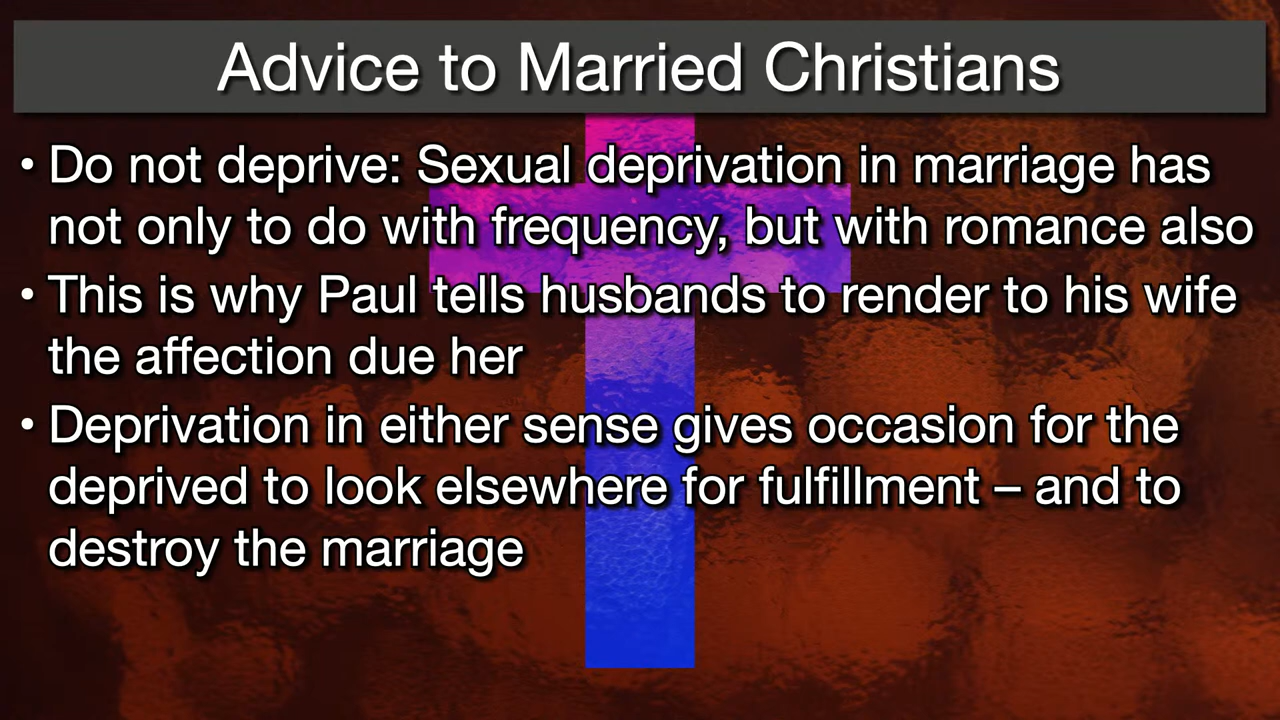 Advice to Married Christians
• Do not deprive: Sexual deprivation in marriage has
not only to do with frequency, but with romance also
• This is why Paul tells husbands to render to his wife
the affection due her
• Deprivation in either sense gives occasion for the
deprived to look elsewhere for fulfillment – and to
destroy the marriage